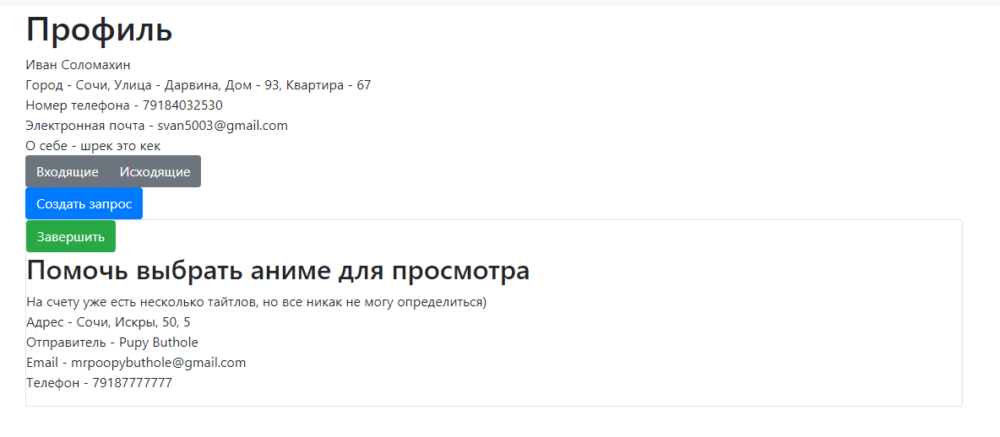 Профиль
Иван Соломахин
Город - Сочи, Улица - Дарвина, Дом - 93, Квартира - 67
Номер телефона - 79184032530
Электронная почта - svan5003@gmail.com
О себе - шрек это кек
Входящие Исходящие
Создать запрос
Завершить
Помочь выбрать аниме для просмотра
На счету уже есть несколько тайтлов, но все никак не могу определиться)
Адрес - Сочи, Искры, 50, 5
Отправитель - Pupy Buthole
Email - mrpoopybuthole@gmail.com
Телефон - 79187777777